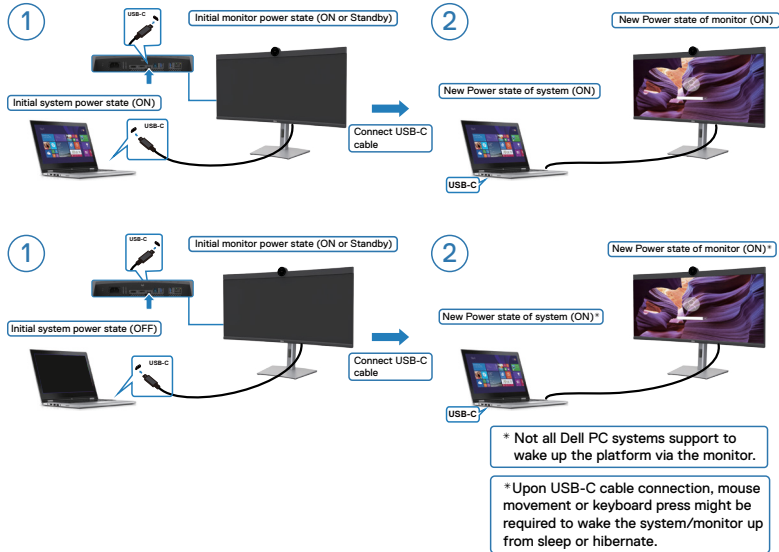 1
USB-C
Initial monitor power state (ON or Standby)
Initial system power state (ON)
USB-C
Connect USB-C
cable
2
New Power state of monitor (ON)
New Power state of system (ON)
USB-C
1
USB-C
Initial monitor power state (ON or Standby)
Initial system power state (OFF)
USB-C
Connect USB-C
cable
2
New Power state of monitor (ON)*
New Power state of system (ON)*
USB-C
* Not all Dell PC systems support to
wake up the platform via the monitor.
*Upon USB-C cable connection, mouse
movement or keyboard press might be
required to wake the system/monitor up
from sleep or hibernate.